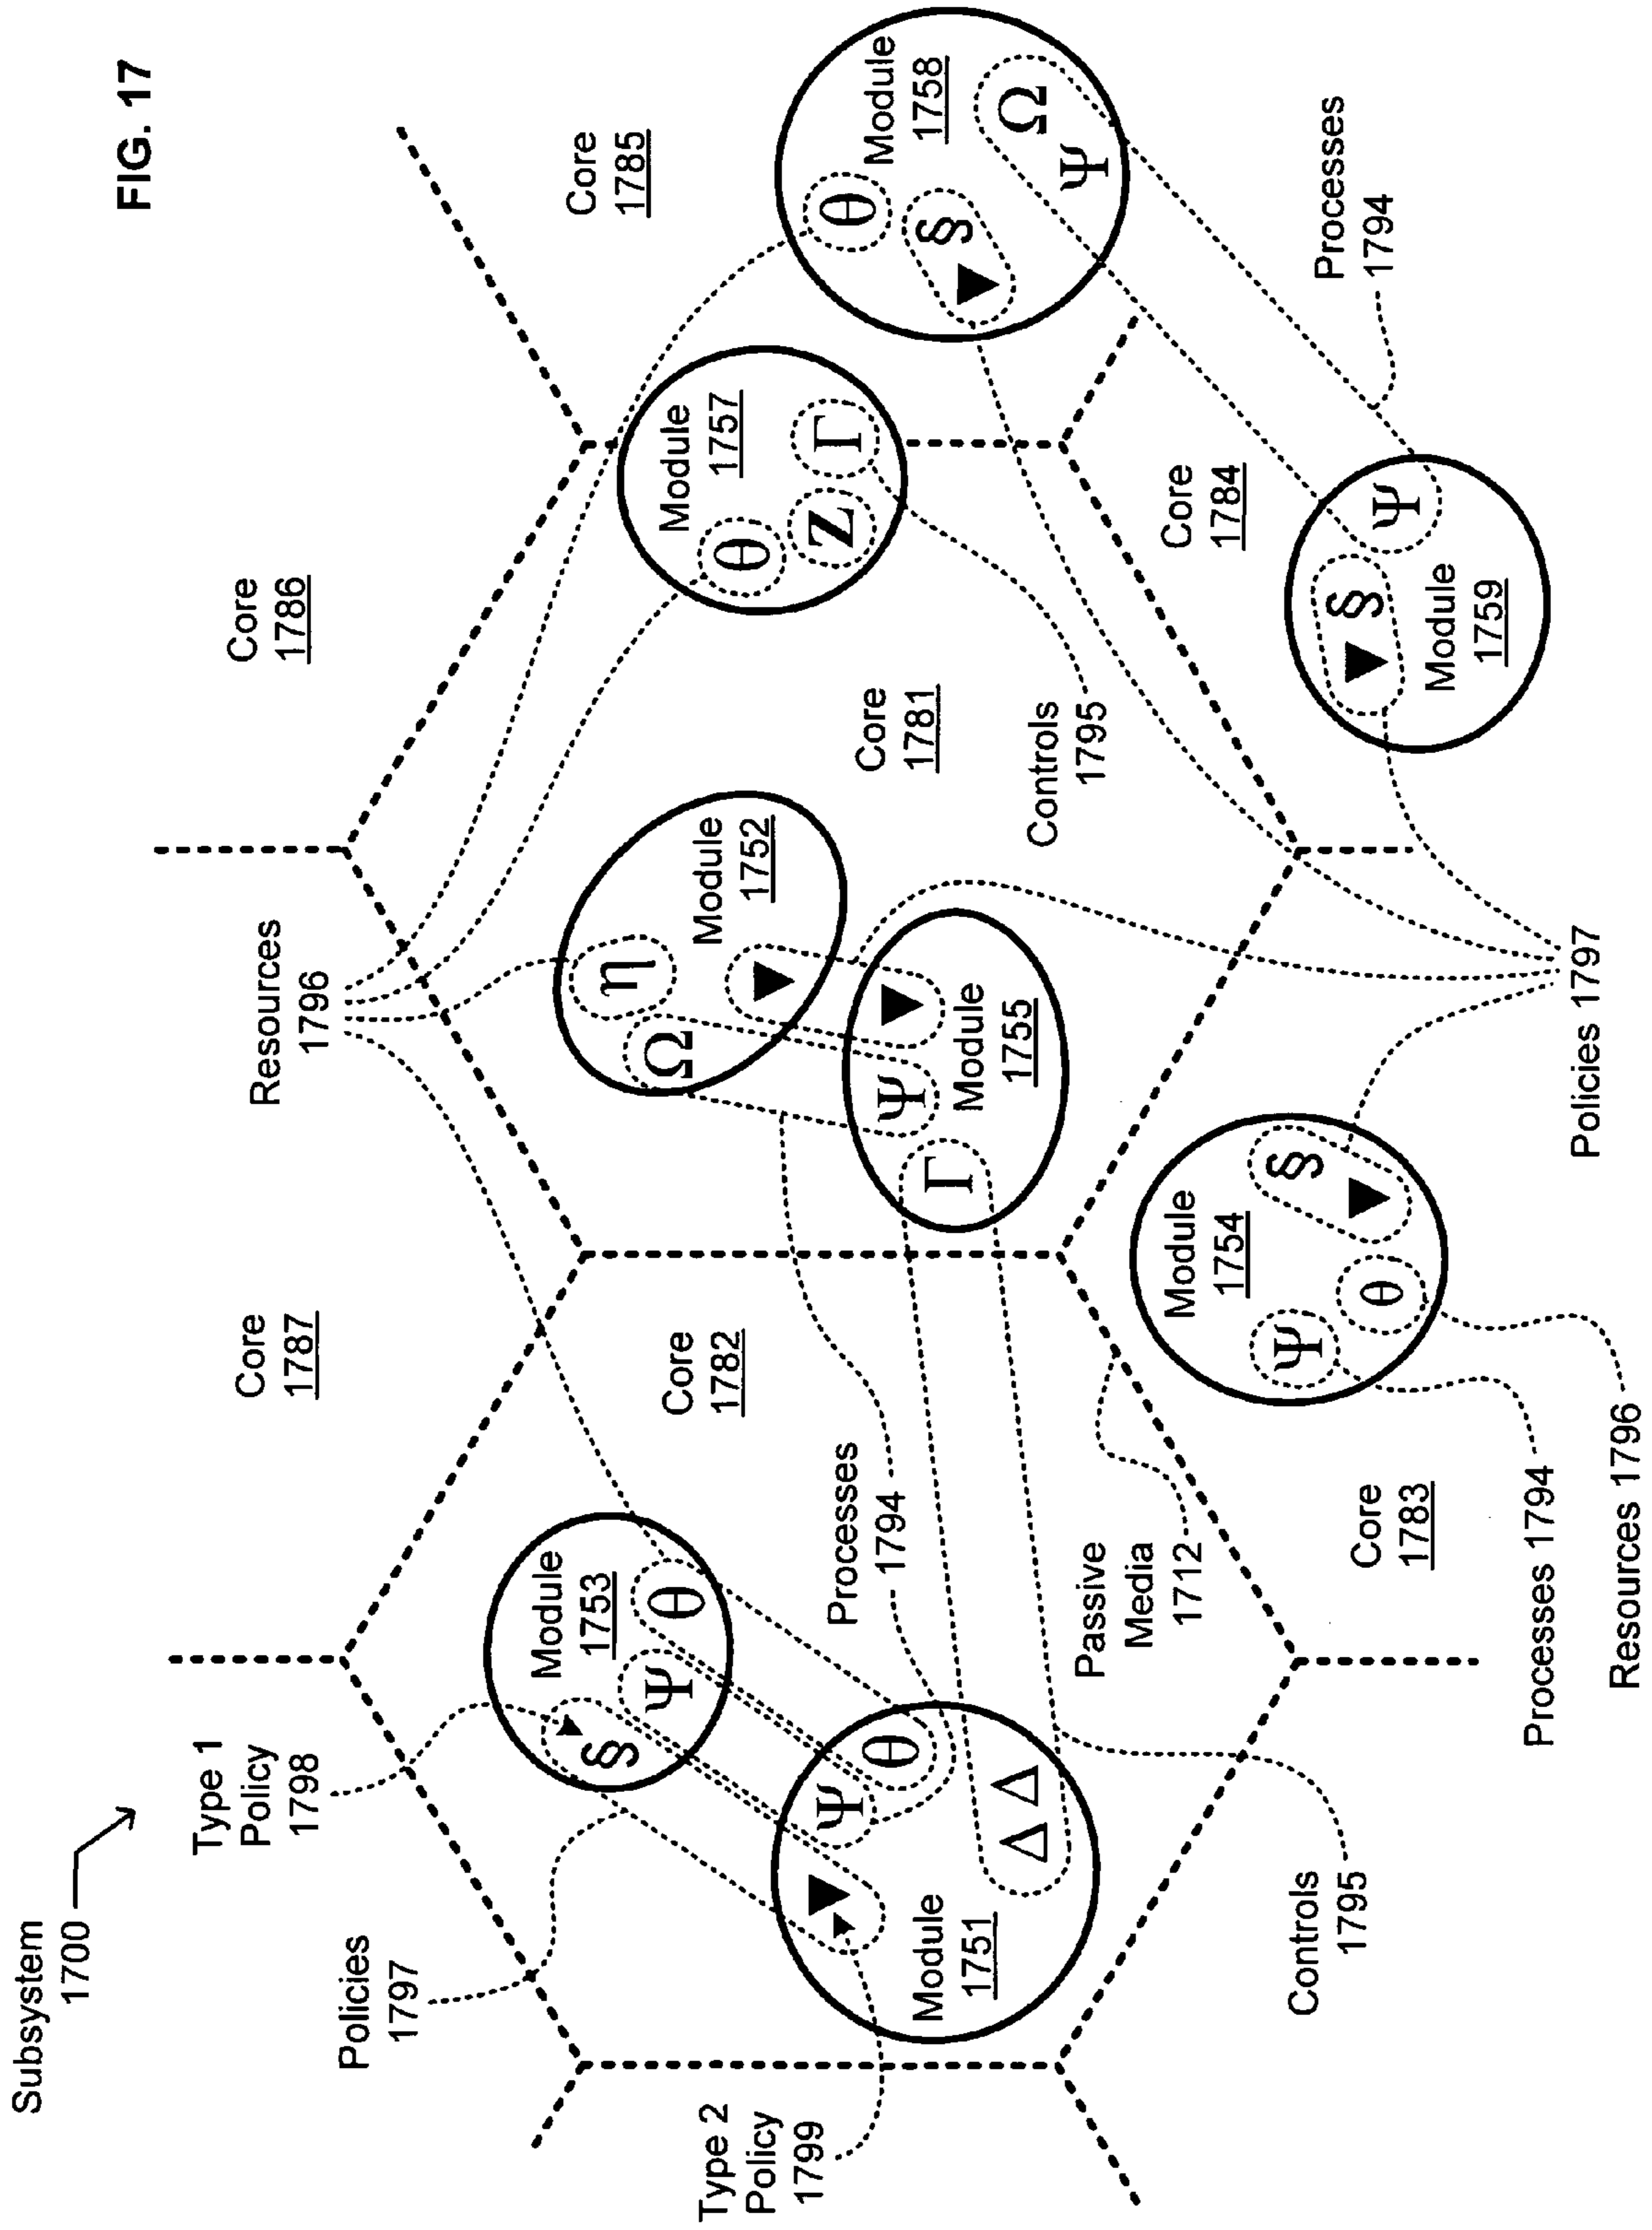 FIG. 17
Subsystem
1700
Type 1
Policy
1798
Policies
1797
Type 2
Policy
1799
Resources
1796
Core
1787
Core
1786
Core
1785
Module
1753
§
Ψ
θ
Module
1751
▼
Ψ
θ
Δ Δ
Core
1782
Processes
1794
Module
1752
Ω
η
▼
Module
1755
Γ
Ψ
▼
Core
1781
Module
1757
θ
Z
Γ
Module
1758
θ
▼ §
Ω
Ψ
Controls
1795
Passive
Media
1712
Controls
1795
Core
1783
Module
1754
Ψ
θ
§
▼
Core
1784
Module
1759
▼ §
Ψ
Processes
1794
Processes 1794
Resources 1796
Policies 1797